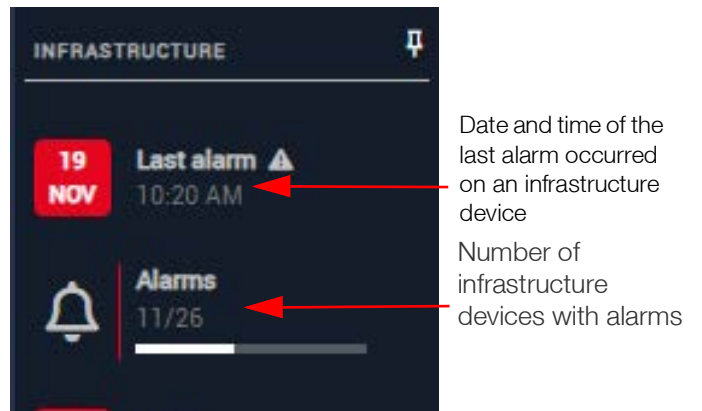 INFRASTRUCTURE
19
NOV
Last alarm
10:20 AM
Date and time of the
last alarm occurred
on an infrastructure
device
Alarms
11/26
Number of
infrastructure
devices with alarms